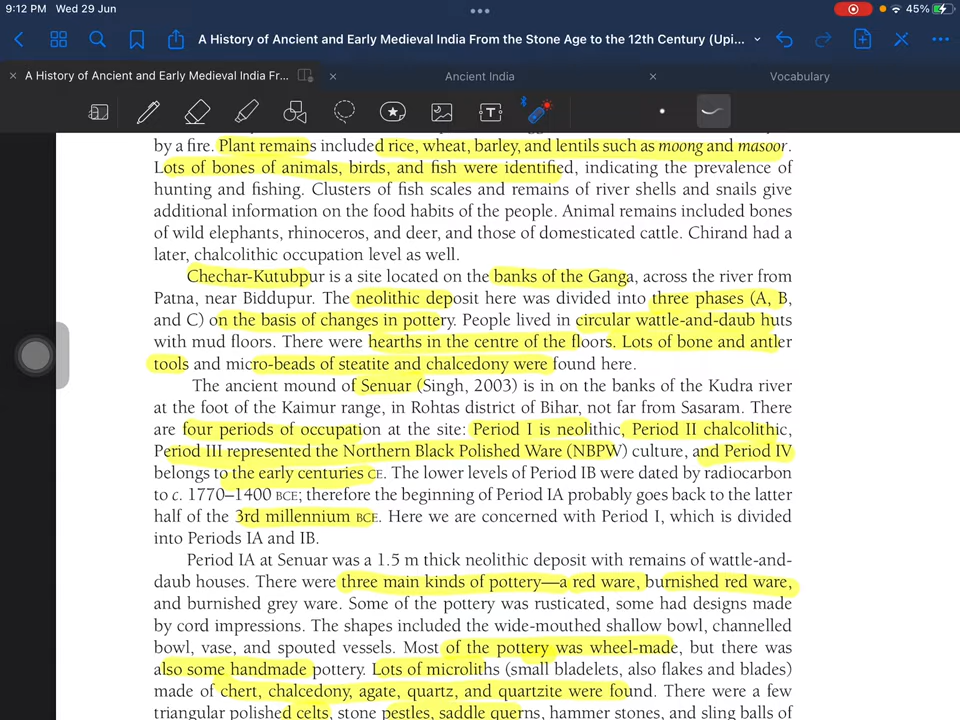 9:12 PM Wed 29 Jun
45%
A History of Ancient and Early Medieval India From the Stone Age to the 12th Century (Upi...
A History of Ancient and Early Medieval India Fr...
Ancient India
Vocabulary
by a fire. Plant remains included rice, wheat, barley, and lentils such as moong and masoor.
Lots of bones of animals, birds, and fish were identified, indicating the prevalence of
hunting and fishing. Clusters of fish scales and remains of river shells and snails give
additional information on the food habits of the people. Animal remains included bones
of wild elephants, rhinoceros, and deer, and those of domesticated cattle. Chirand had a
later, chalcolithic occupation level as well.
Chechar-Kutubpur is a site located on the banks of the Ganga, across the river from
Patna, near Biddupur. The neolithic deposit here was divided into three phases (A, B,
and C) on the basis of changes in pottery. People lived in circular wattle-and-daub huts
with mud floors. There were hearths in the centre of the floors. Lots of bone and antler
tools and micro-beads of steatite and chalcedony were found here.
The ancient mound of Senuar (Singh, 2003) is in on the banks of the Kudra river
at the foot of the Kaimur range, in Rohtas district of Bihar, not far from Sasaram. There
are four periods of occupation at the site: Period I is neolithic, Period II chalcolithic,
Period III represented the Northern Black Polished Ware (NBPW) culture, and Period IV
belongs to the early centuries CE. The lower levels of Period IB were dated by radiocarbon
to c. 1770–1400 BCE; therefore the beginning of Period IA probably goes back to the latter
half of the 3rd millennium BCE. Here we are concerned with Period I, which is divided
into Periods IA and IB.
Period IA at Senuar was a 1.5 m thick neolithic deposit with remains of wattle-and-
daub houses. There were three main kinds of pottery—a red ware, burnished red ware,
and burnished grey ware. Some of the pottery was rusticated, some had designs made
by cord impressions. The shapes included the wide-mouthed shallow bowl, channelled
bowl, vase, and spouted vessels. Most of the pottery was wheel-made, but there was
also some handmade pottery. Lots of microliths (small bladelets, also flakes and blades)
made of chert, chalcedony, agate, quartz, and quartzite were found. There were a few
triangular polished celts, stone pestles, saddle querns, hammer stones, and sling balls of